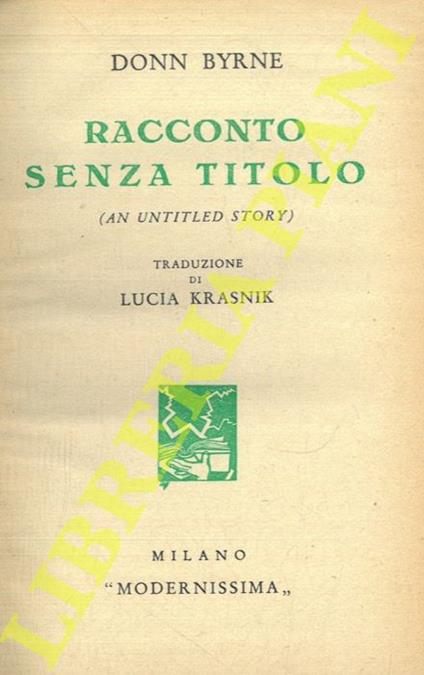 DONN BYRNE
RACCONTO
SENZA TITOLO
(AN UNTITLED STORY)
TRADUZIONE
DI
LUCIA KRASNIK
MILANO
“MODERNISSIMA„
LIBRERIA PIANI